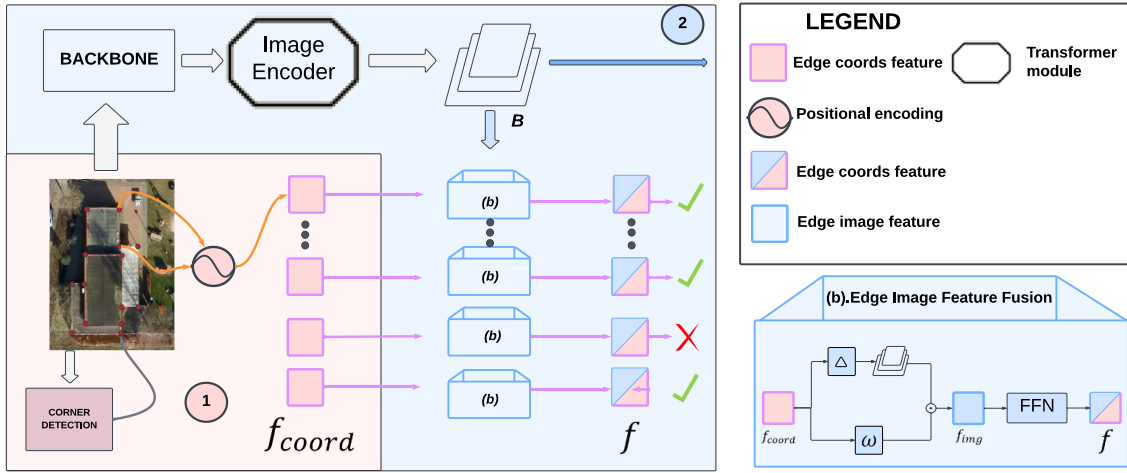 BACKBONE
Image
Encoder
2
B
(b)
(b)
(b)
(b)
CORNER
DETECTION
1
f_coord
f
LEGEND
Edge coords feature
Transformer
module
Positional encoding
Edge coords feature
Edge image feature
(b).Edge Image Feature Fusion
△
ω
f_coord
f_img
FFN
f